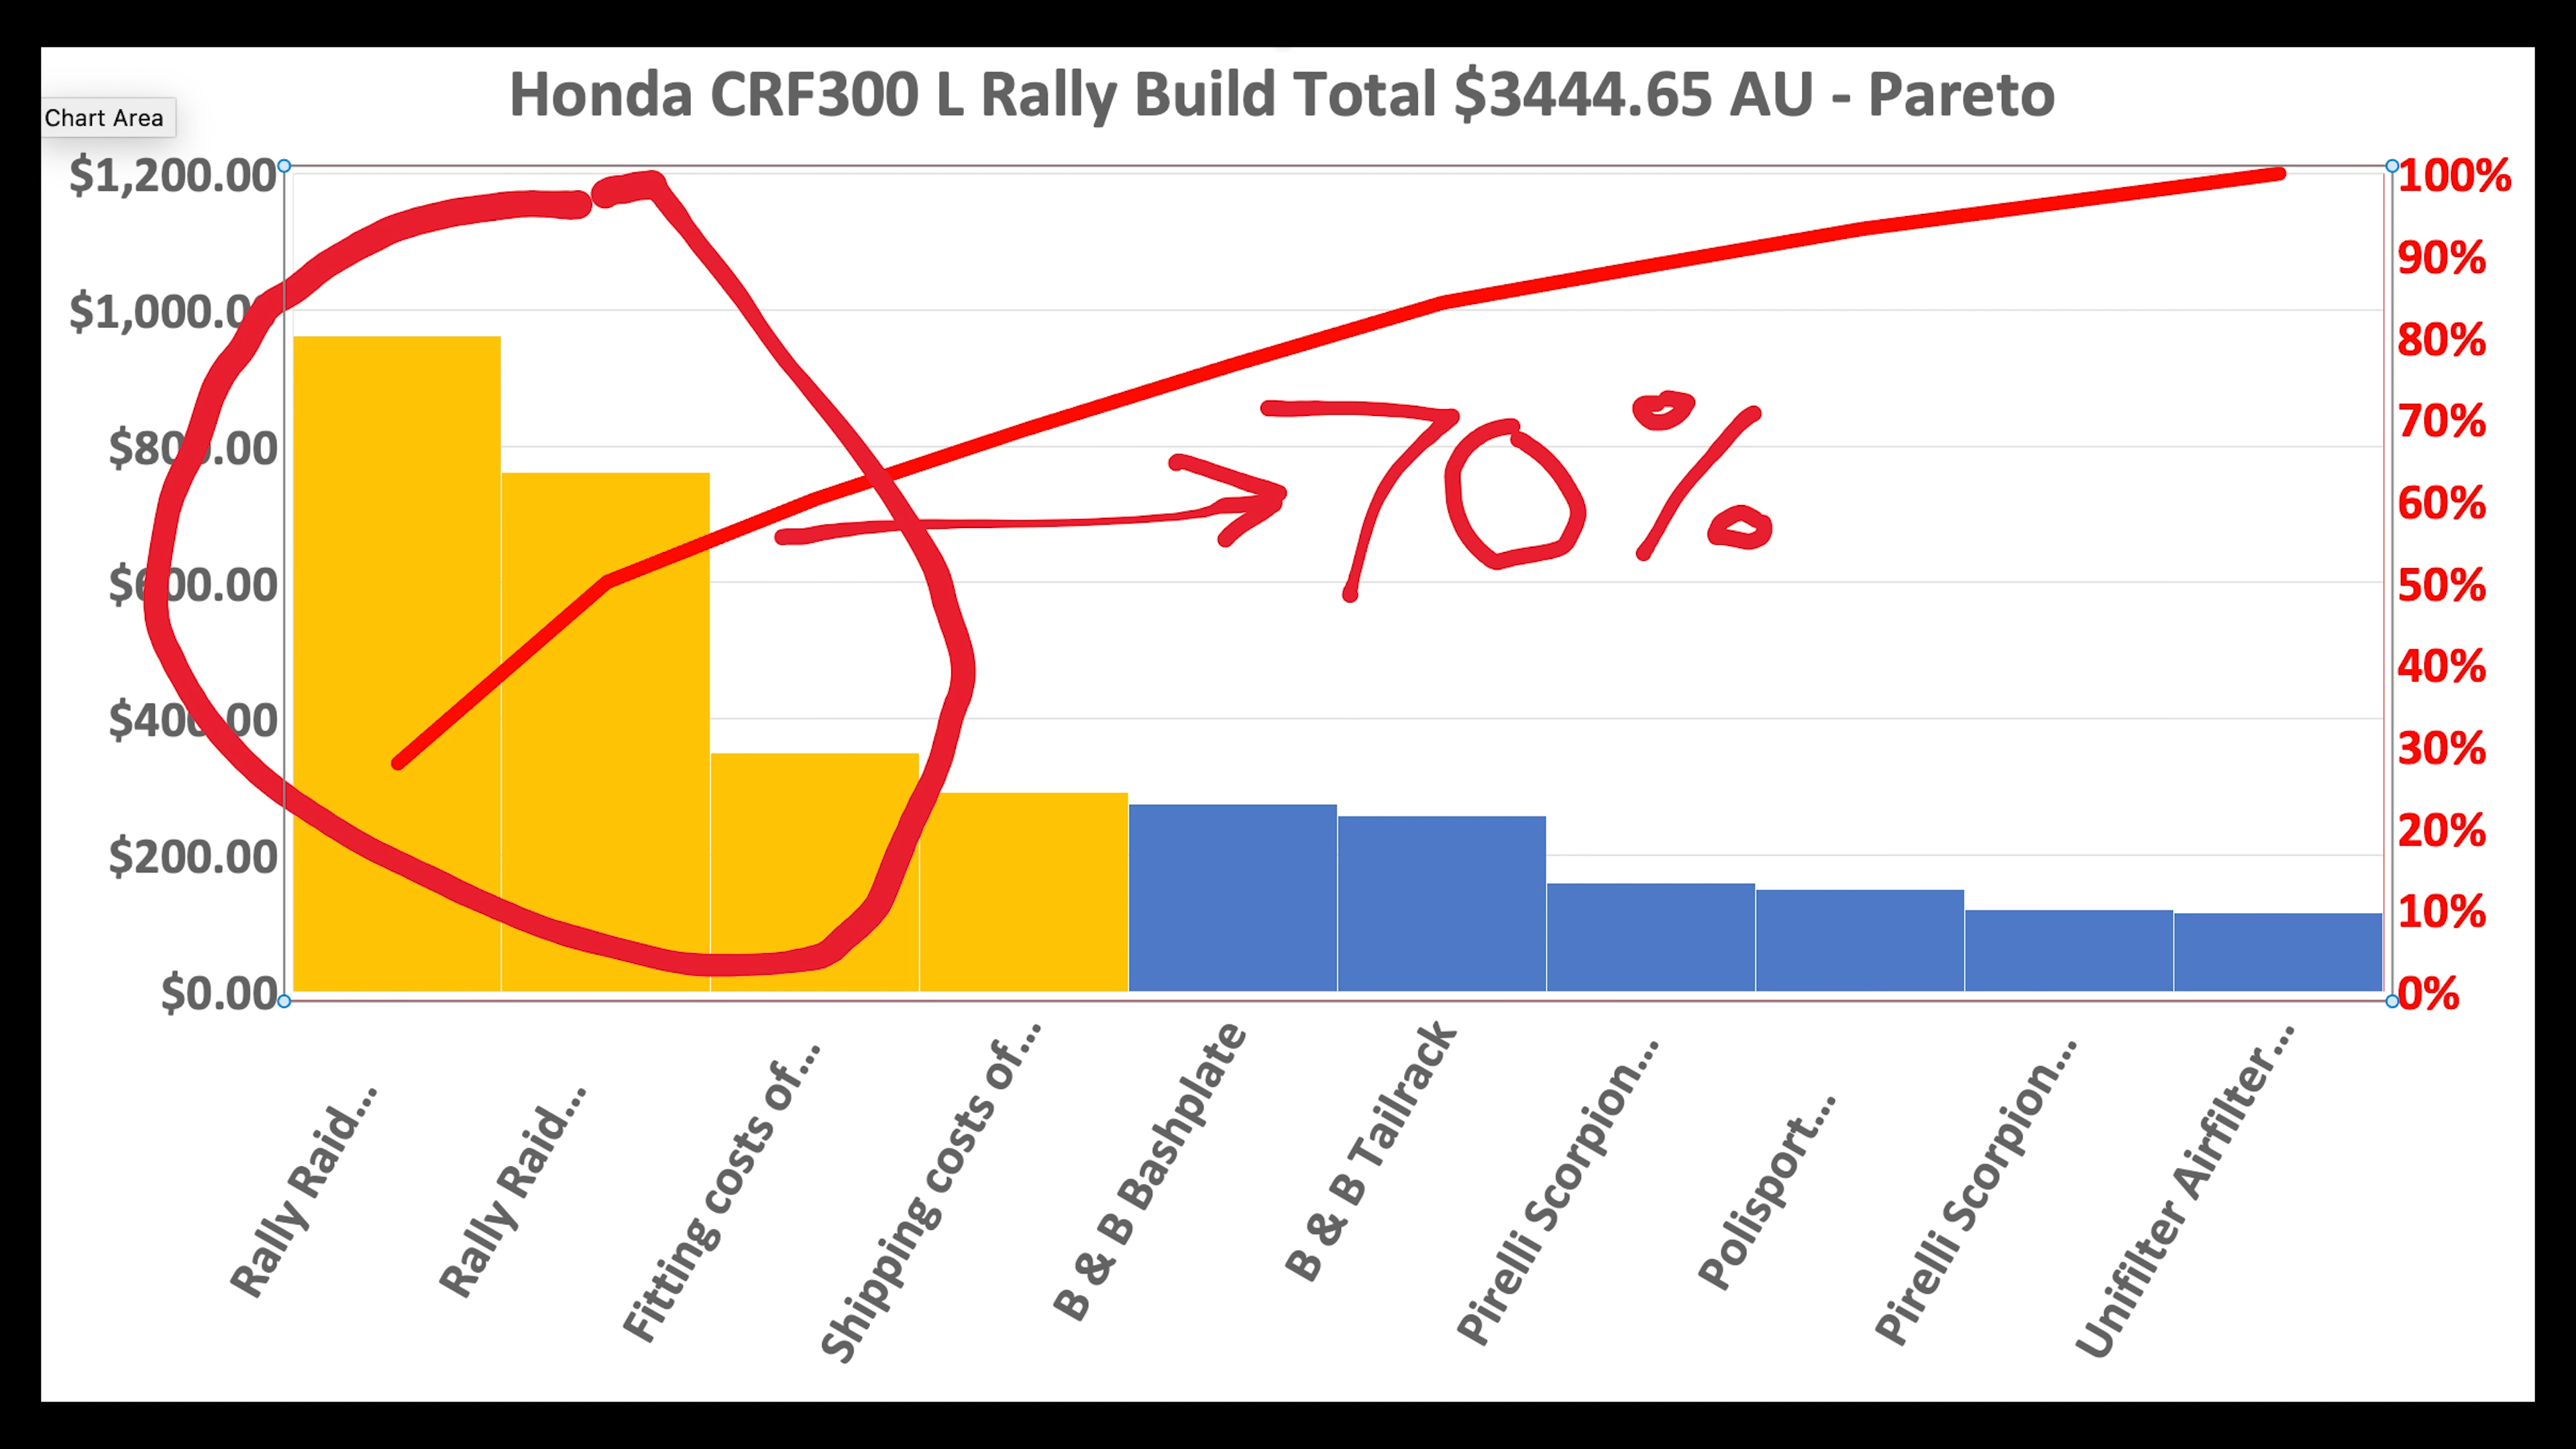 Honda CRF300 L Rally Build Total $3444.65 AU - Pareto
Chart Area
$1,200.00
$1,000.0
$800.00
$600.00
$400.00
$200.00
$0.00
100%
90%
80%
70%
60%
50%
40%
30%
20%
10%
0%
70%
Rally Raid...
Rally Raid...
Fitting costs of...
Shipping costs of...
B & B Bashplate
B & B Tailrack
Pirelli Scorpion...
Polisport...
Pirelli Scorpion...
Unifilter Airfilter...